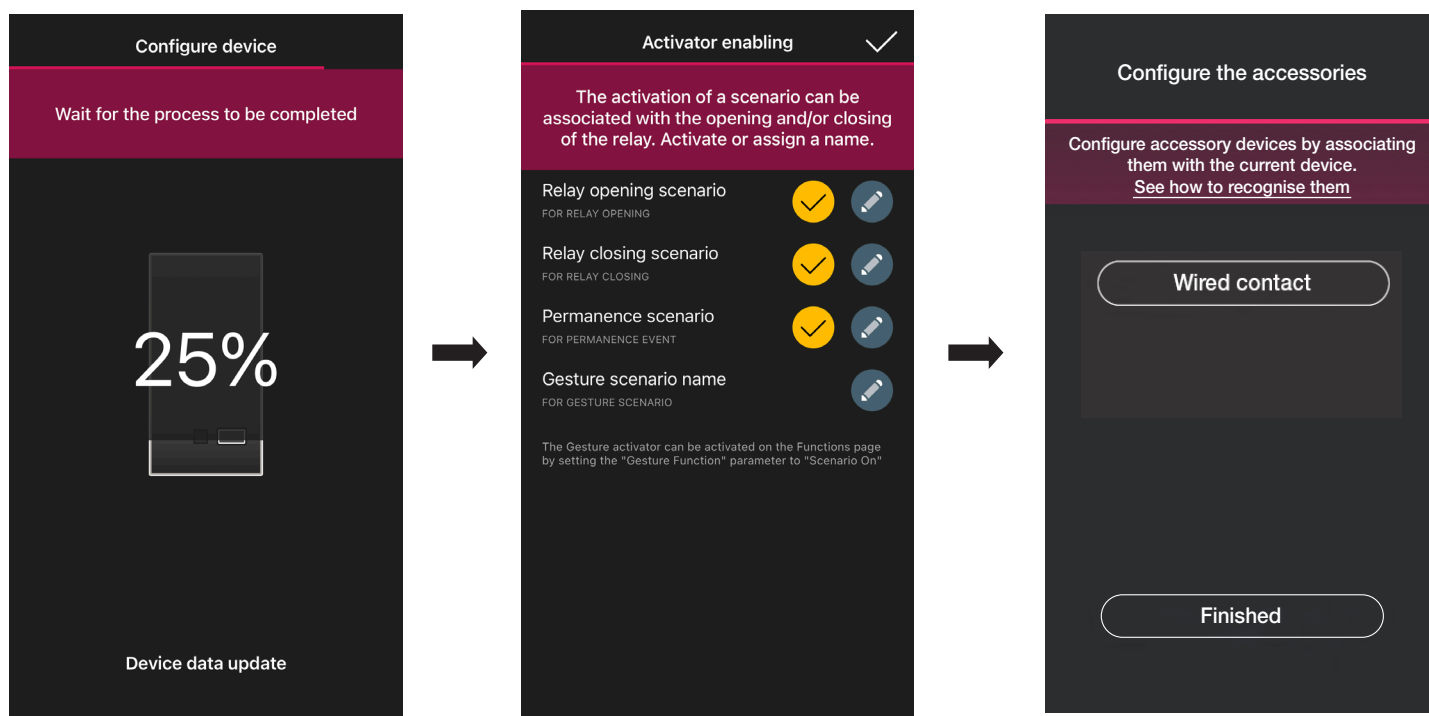 Configure device
Wait for the process to be completed
25%
Device data update
Activator enabling
The activation of a scenario can be
associated with the opening and/or closing
of the relay. Activate or assign a name.
Relay opening scenario
FOR RELAY OPENING
Relay closing scenario
FOR RELAY CLOSING
Permanence scenario
FOR PERMANENCE EVENT
Gesture scenario name
FOR GESTURE SCENARIO
The Gesture activator can be activated on the Functions page
by setting the "Gesture Function" parameter to "Scenario On"
Configure the accessories
Configure accessory devices by associating
them with the current device.
See how to recognise them
Wired contact
Finished